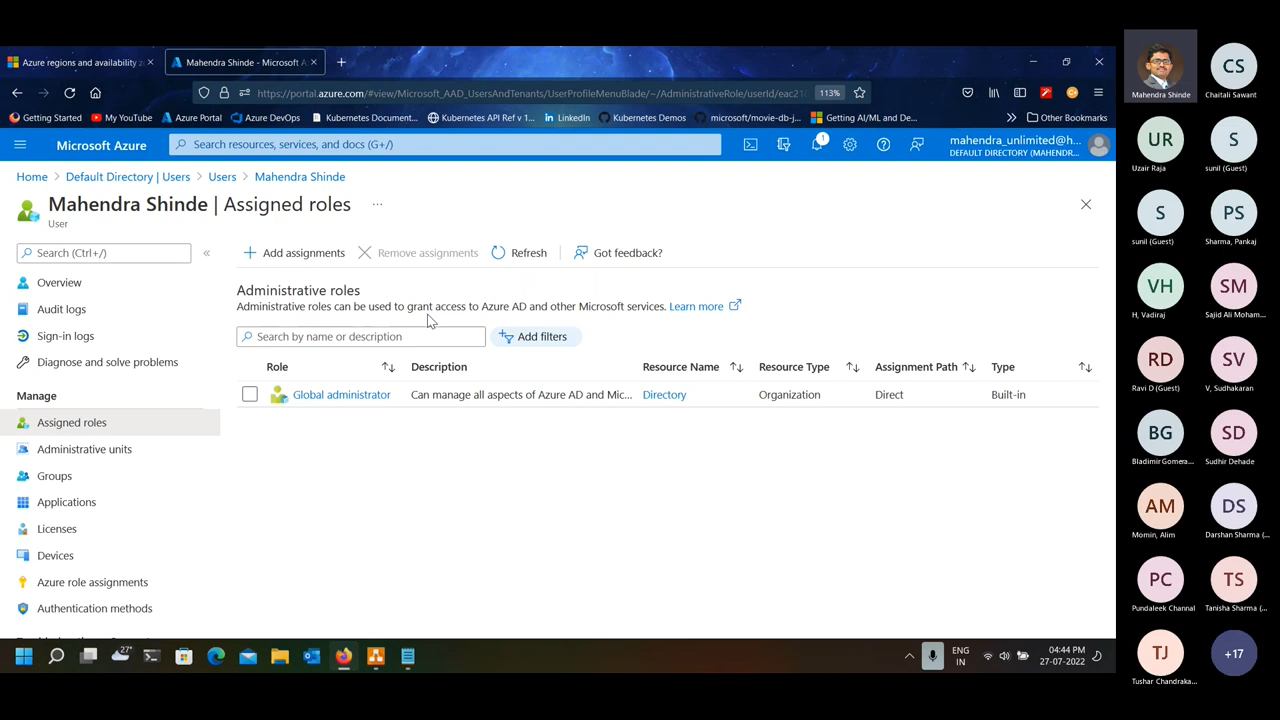 Azure regions and availability z
Mahendra Shinde - Microsoft A
https://portal.azure.com/#view/Microsoft_AAD_UsersAndTenants/UserProfileMenuBlade/~/AdministrativeRole/userId/eac21
113%
Getting Started
My YouTube
Azure Portal
Azure DevOps
Kubernetes Document...
Kubernetes API Ref v 1...
LinkedIn
Kubernetes Demos
microsoft/movie-db-j...
Getting AI/ML and De...
Other Bookmarks
Microsoft Azure
Search resources, services, and docs (G+/)
1
mahendra_unlimited@h...
DEFAULT DIRECTORY (MAHENDR...
Home > Default Directory | Users > Users > Mahendra Shinde
Mahendra Shinde | Assigned roles ...
User
Search (Ctrl+/)
«
Overview
Audit logs
Sign-in logs
Diagnose and solve problems
Manage
Assigned roles
Administrative units
Groups
Applications
Licenses
Devices
Azure role assignments
Authentication methods
Add assignments
Remove assignments
Refresh
Got feedback?
Administrative roles
Administrative roles can be used to grant access to Azure AD and other Microsoft services. Learn more
Search by name or description
Add filters
Role Description Resource Name Resource Type Assignment Path Type
Global administrator Can manage all aspects of Azure AD and Mic... Directory Organization Direct Built-in
27°
ENG
IN
04:44 PM
27-07-2022
Mahendra Shinde
CS
Chaitali Sawant
UR
Uzair Raja
S
sunil (Guest)
S
sunil (Guest)
PS
Sharma, Pankaj
VH
H, Vadiraj
SM
Sajid Ali Moham...
RD
Ravi D (Guest)
SV
V, Sudhakaran
BG
Bladimir Gomera...
SD
Sudhir Dehade
AM
Momin, Alim
DS
Darshan Sharma (...
PC
Pundaleek Channal
TS
Tanisha Sharma (...
TJ
Tushar Chandraka...
+17